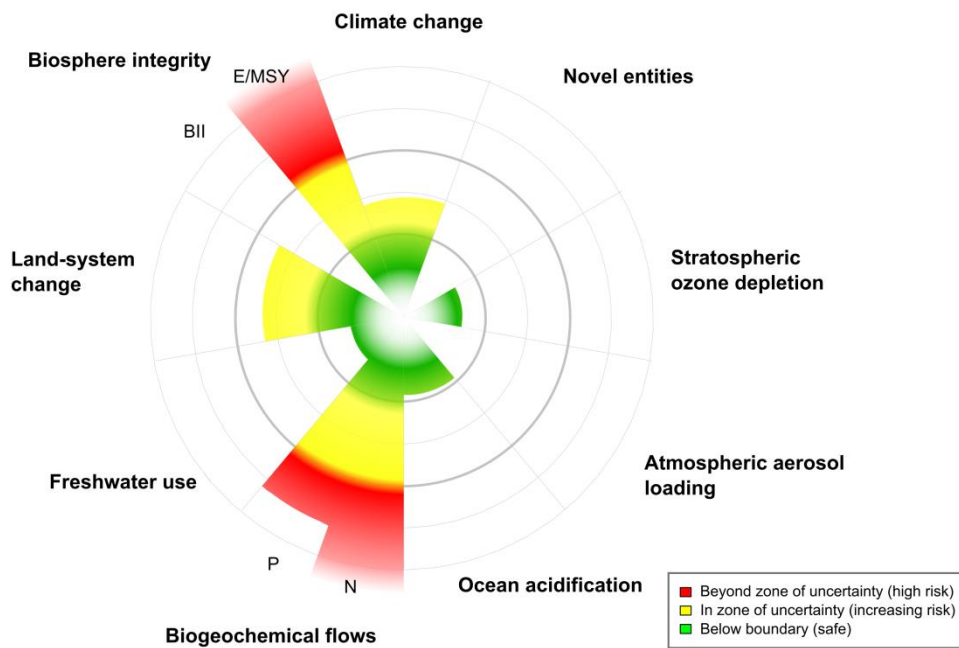 Climate change
Biosphere integrity
E/MSY
Novel entities
BII
Land-system
change
Stratospheric
ozone depletion
Freshwater use
Atmospheric aerosol
loading
P
N
Ocean acidification
Biogeochemical flows
Beyond zone of uncertainty (high risk)
In zone of uncertainty (increasing risk)
Below boundary (safe)